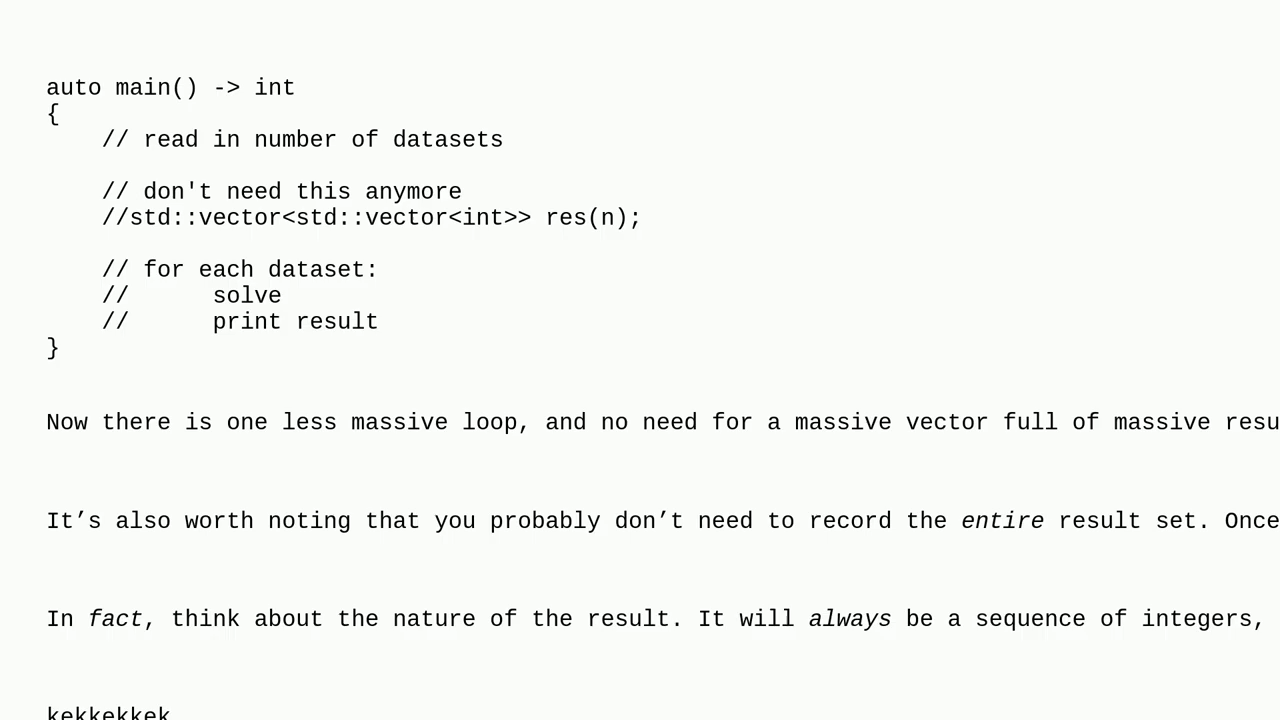 auto main() -> int
{
    // read in number of datasets

    // don't need this anymore
    //std::vector<std::vector<int>> res(n);

    // for each dataset:
    //      solve
    //      print result
}
Now there is one less massive loop, and no need for a massive vector full of massive
It’s also worth noting that you probably don’t need to record the entire result set. Once
In fact, think about the nature of the result. It will always be a sequence of integers,
kekkekkek